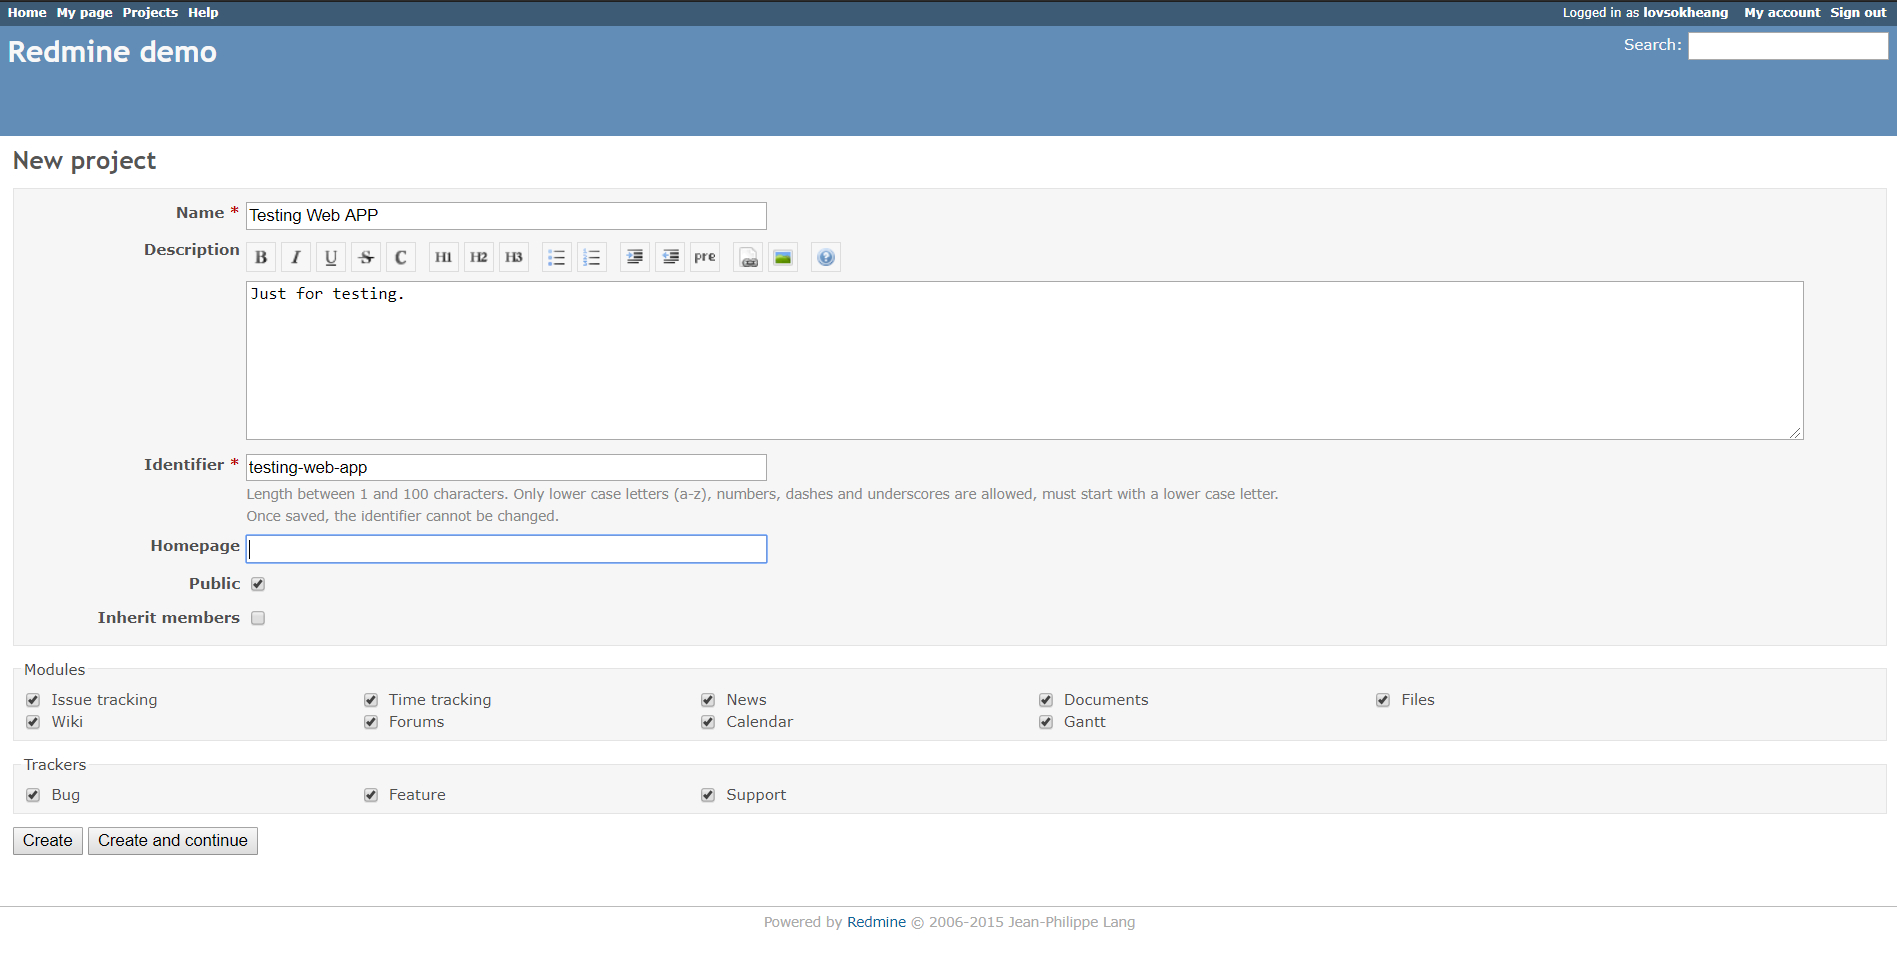 Home My page Projects Help Logged in as lovsokheang My account Sign out
Redmine demo Search:
New project
Name * Testing Web APP
Description B I U S C H1 H2 H3 pre
Just for testing.
Identifier * testing-web-app
Length between 1 and 100 characters. Only lower case letters (a-z), numbers, dashes and underscores are allowed, must start with a lower case letter.
Once saved, the identifier cannot be changed.
Homepage
Public
Inherit members
Modules
Issue tracking Time tracking News Documents Files
Wiki Forums Calendar Gantt
Trackers
Bug Feature Support
Create Create and continue
Powered by Redmine © 2006-2015 Jean-Philippe Lang